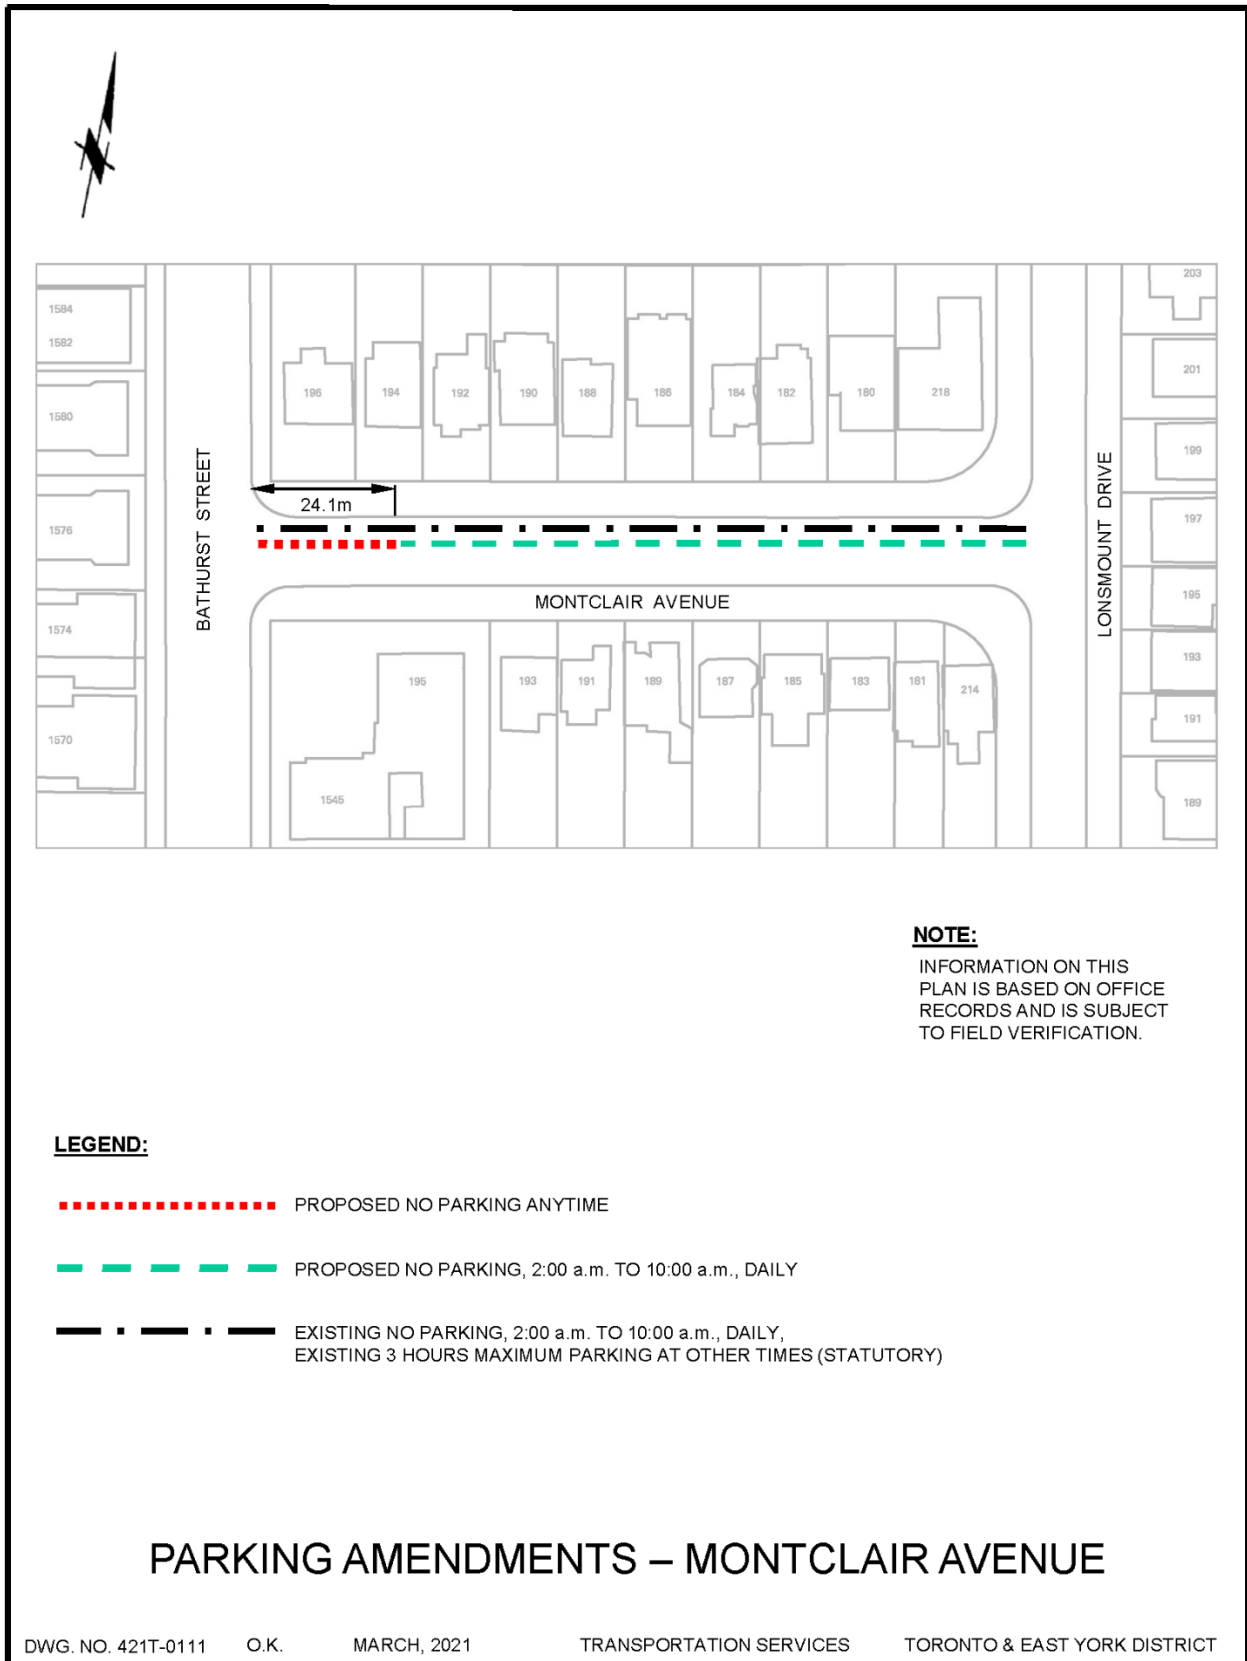 203
1584
1582
201
196
194
192
190
188
186
184
182
180
218
1580
199
BATHURST STREET
24.1m
LONSMOUNT DRIVE
197
1576
MONTCLAIR AVENUE
195
1574
193
195
193
191
189
187
185
183
181
214
191
1570
1545
189
NOTE:
INFORMATION ON THIS
PLAN IS BASED ON OFFICE
RECORDS AND IS SUBJECT
TO FIELD VERIFICATION.
LEGEND:
PROPOSED NO PARKING ANYTIME
PROPOSED NO PARKING, 2:00 a.m. TO 10:00 a.m., DAILY
EXISTING NO PARKING, 2:00 a.m. TO 10:00 a.m., DAILY,
EXISTING 3 HOURS MAXIMUM PARKING AT OTHER TIMES (STATUTORY)
PARKING AMENDMENTS – MONTCLAIR AVENUE
DWG. NO. 421T-0111 O.K. MARCH, 2021 TRANSPORTATION SERVICES TORONTO & EAST YORK DISTRICT